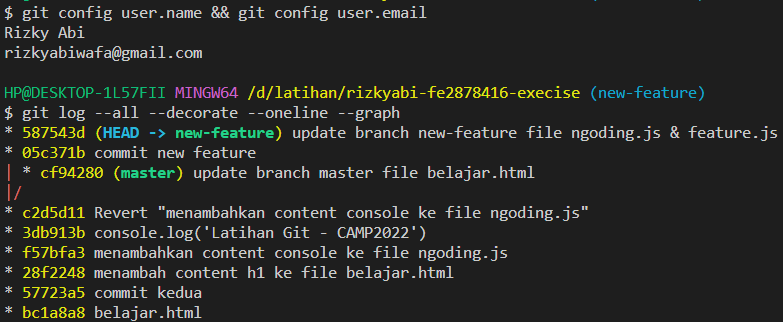 $ git config user.name && git config user.email
Rizky Abi
rizkyabiwafa@gmail.com
HP@DESKTOP-1L57FII MINGW64 /d/latihan/rizkyabi-fe2878416-execise (new-feature)
$ git log --all --decorate --oneline --graph
* 587543d (HEAD -> new-feature) update branch new-feature file ngoding.js & feature.js
* 05c371b commit new feature
| * cf94280 (master) update branch master file belajar.html
|/
* c2d5d11 Revert "menambahkan content console ke file ngoding.js"
* 3db913b console.log('Latihan Git - CAMP2022')
* f57bfa3 menambahkan content console ke file ngoding.js
* 28f2248 menambah content h1 ke file belajar.html
* 57723a5 commit kedua
* bc1a8a8 belajar.html